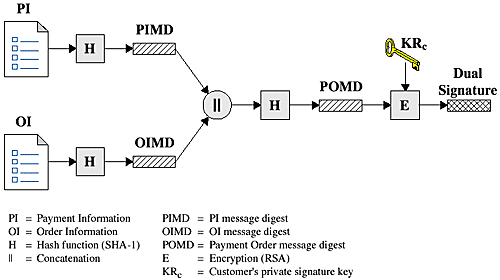 PI
PIMD
H
KRc
POMD
Dual
Signature
||
H
E
OI
OIMD
H
PI = Payment Information
OI = Order Information
H = Hash function (SHA-1)
|| = Concatenation
PIMD = PI message digest
OIMD = OI message digest
POMD = Payment Order message digest
E = Encryption (RSA)
KRc = Customer's private signature key